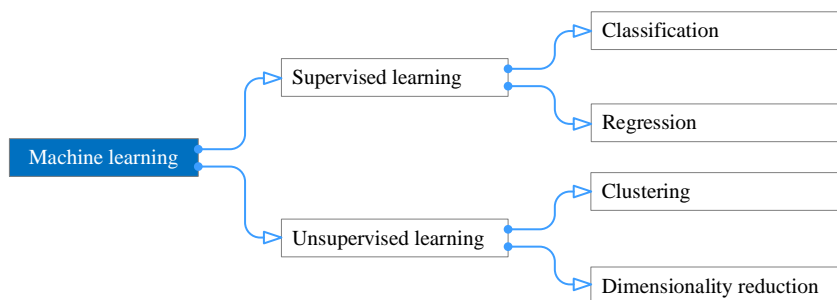 Machine learning
Supervised learning
Classification
Regression
Unsupervised learning
Clustering
Dimensionality reduction